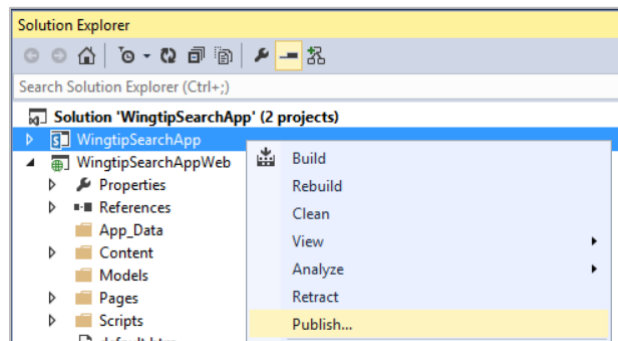 Solution Explorer
Search Solution Explorer (Ctrl+;)
Solution 'WingtipSearchApp' (2 projects)
WingtipSearchApp
WingtipSearchAppWeb
Properties
References
App_Data
Content
Models
Pages
Scripts
Build
Rebuild
Clean
View
Analyze
Retract
Publish...